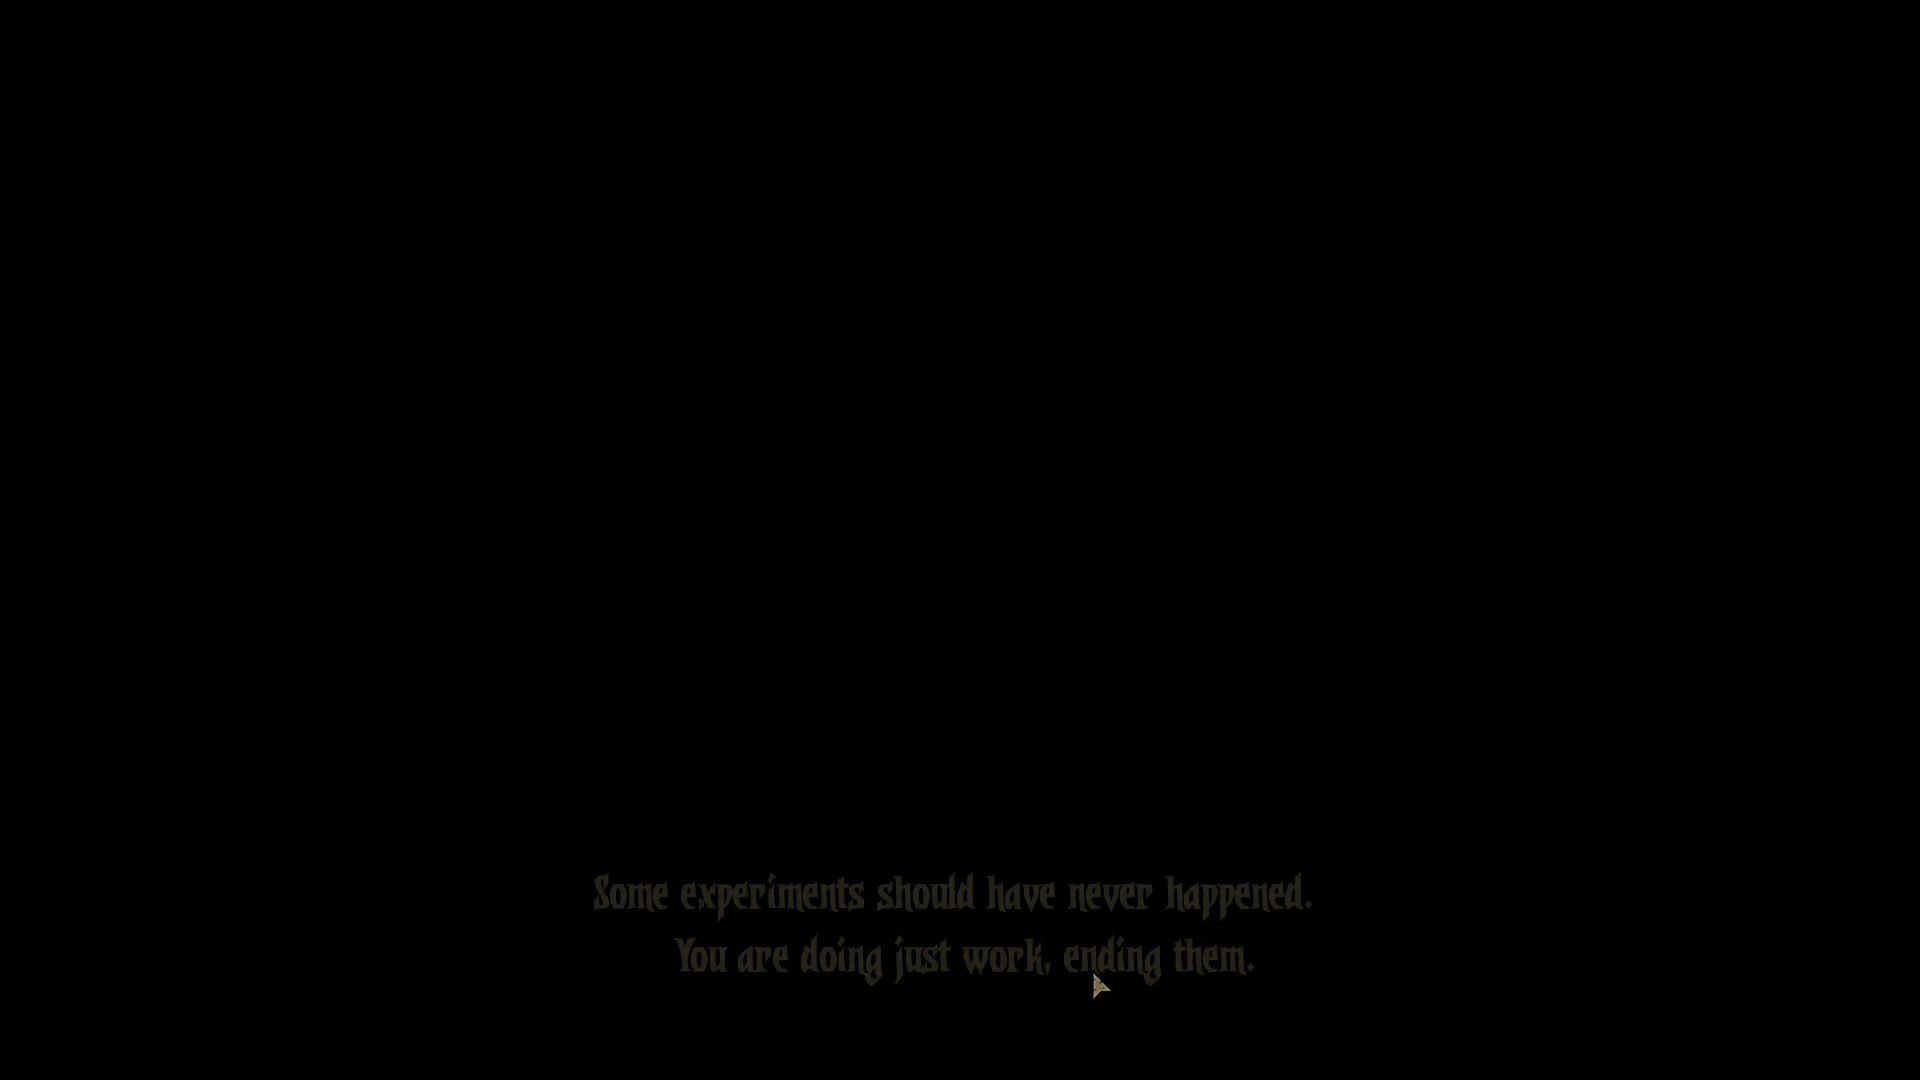 Some experiments should have never happened.
You are doing just work, ending them.